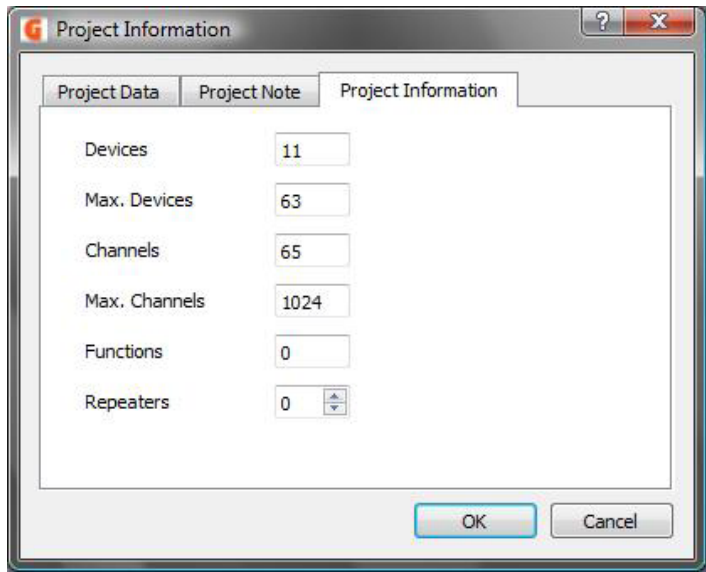 G Project Information ? X
Project Data Project Note Project Information
Devices 11
Max. Devices 63
Channels 65
Max. Channels 1024
Functions 0
Repeaters 0
OK Cancel